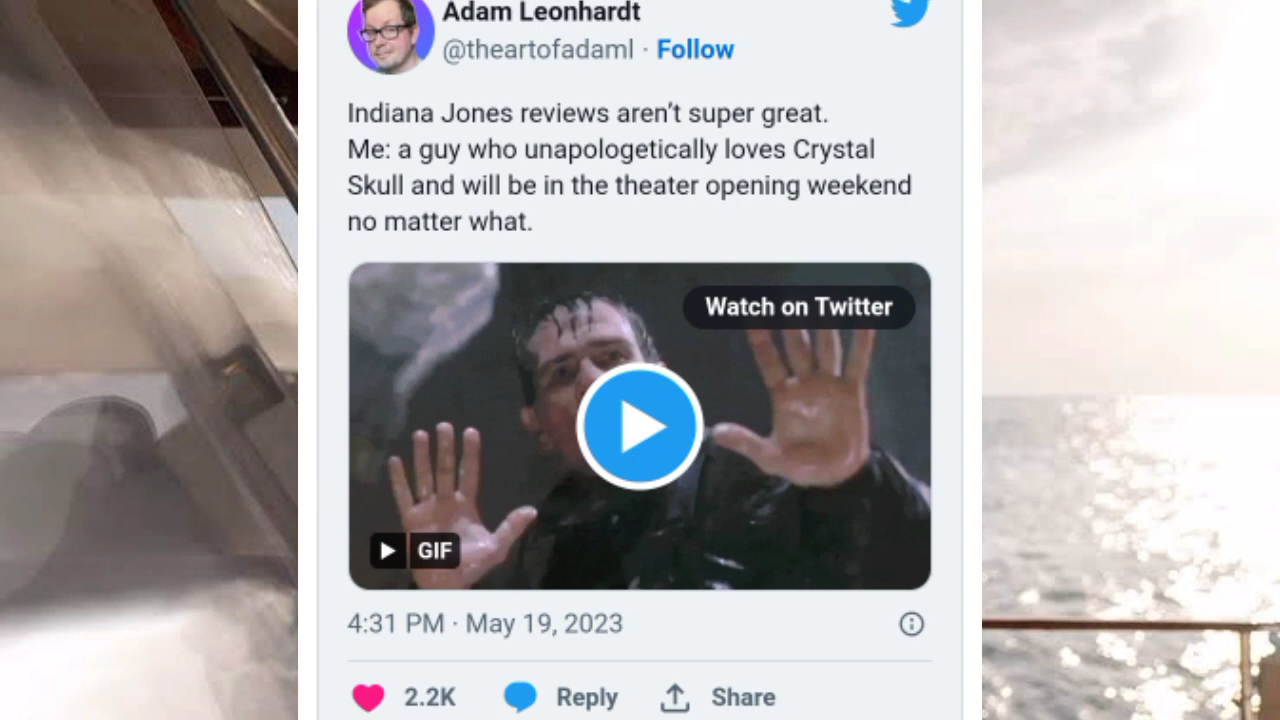 Adam Leonhardt
@theartofadaml · Follow
Indiana Jones reviews aren’t super great.
Me: a guy who unapologetically loves Crystal
Skull and will be in the theater opening weekend
no matter what.
Watch on Twitter
GIF
4:31 PM · May 19, 2023
2.2K Reply Share